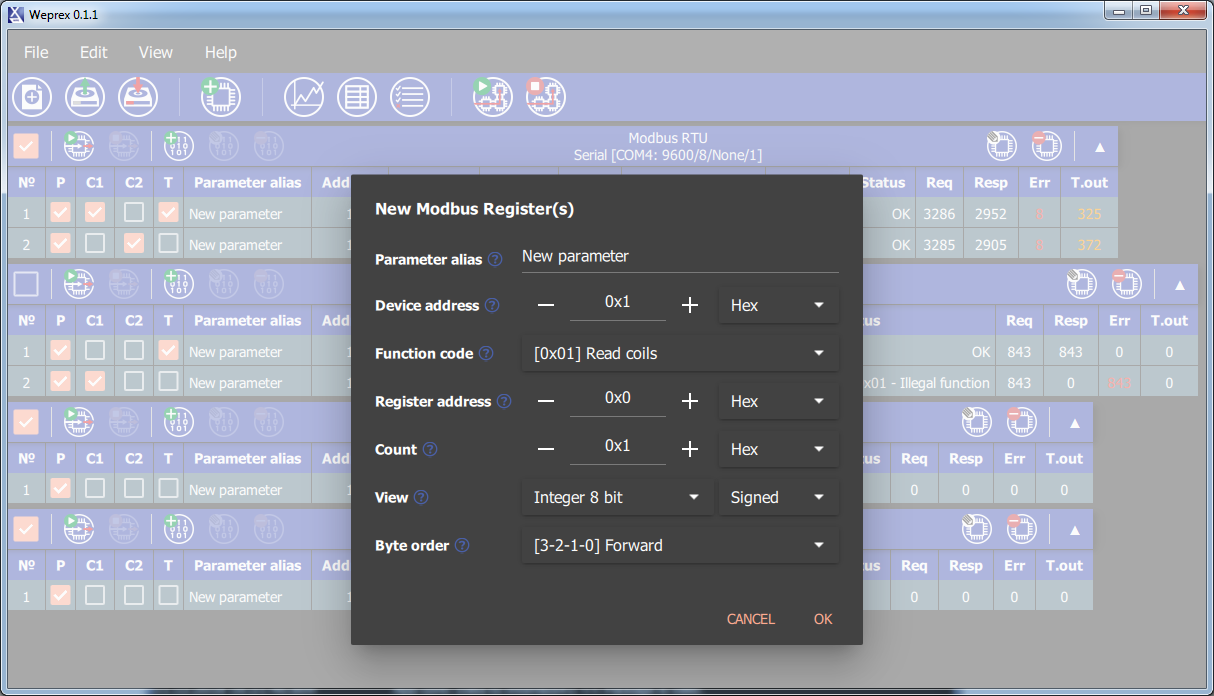 Weprex 0.1.1
File Edit View Help
Modbus RTU
Serial [COM4: 9600/8/None/1]
№ P C1 C2 T Parameter alias Add Status Req Resp Err T.out
1 New parameter 1 OK 3286 2952 0 325
2 New parameter 1 OK 3285 2905 0 372
№ P C1 C2 T Parameter alias Add us Req Resp Err T.out
1 New parameter 1 OK 843 843 0 0
2 New parameter 1 x01 - Illegal function 843 0 843 0
№ P C1 C2 T Parameter alias Add us Req Resp Err T.out
1 New parameter 1 0 0 0 0
№ P C1 C2 T Parameter alias Add us Req Resp Err T.out
1 New parameter 1 0 0 0 0
New Modbus Register(s)
Parameter alias ? New parameter
Device address ? — 0x1 + Hex
Function code ? [0x01] Read coils
Register address ? — 0x0 + Hex
Count ? — 0x1 + Hex
View ? Integer 8 bit Signed
Byte order ? [3-2-1-0] Forward
CANCEL OK